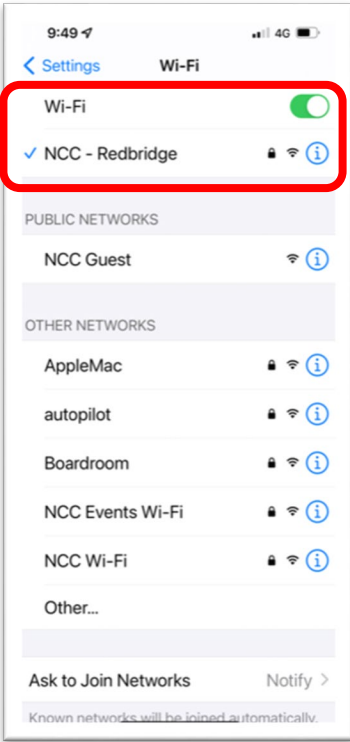 9:49 4G
Settings Wi-Fi
Wi-Fi
NCC - Redbridge
PUBLIC NETWORKS
NCC Guest
OTHER NETWORKS
AppleMac
autopilot
Boardroom
NCC Events Wi-Fi
NCC Wi-Fi
Other...
Ask to Join Networks Notify
Known networks will be joined automatically.